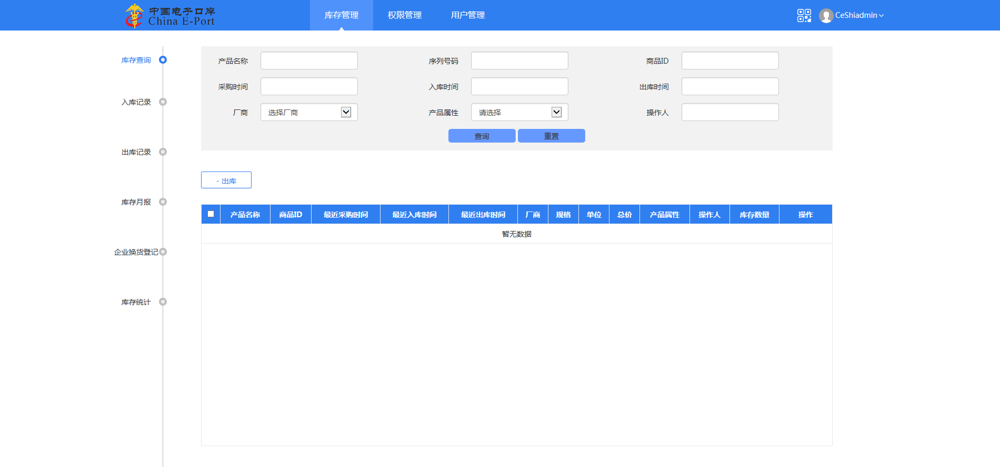 中国电子口岸
China E-Port
库存管理 权限管理 用户管理
CeShiadmin
库存查询
入库记录
出库记录
库存月报
企业换货登记
库存统计
产品名称 序列号码 商品ID
采购时间 入库时间 出库时间
厂商 选择厂商 产品属性 请选择 操作人
查询 重置
- 出库
产品名称 商品ID 最近采购时间 最近入库时间 最近出库时间 厂商 规格 单位 总价 产品属性 操作人 库存数量 操作
暂无数据